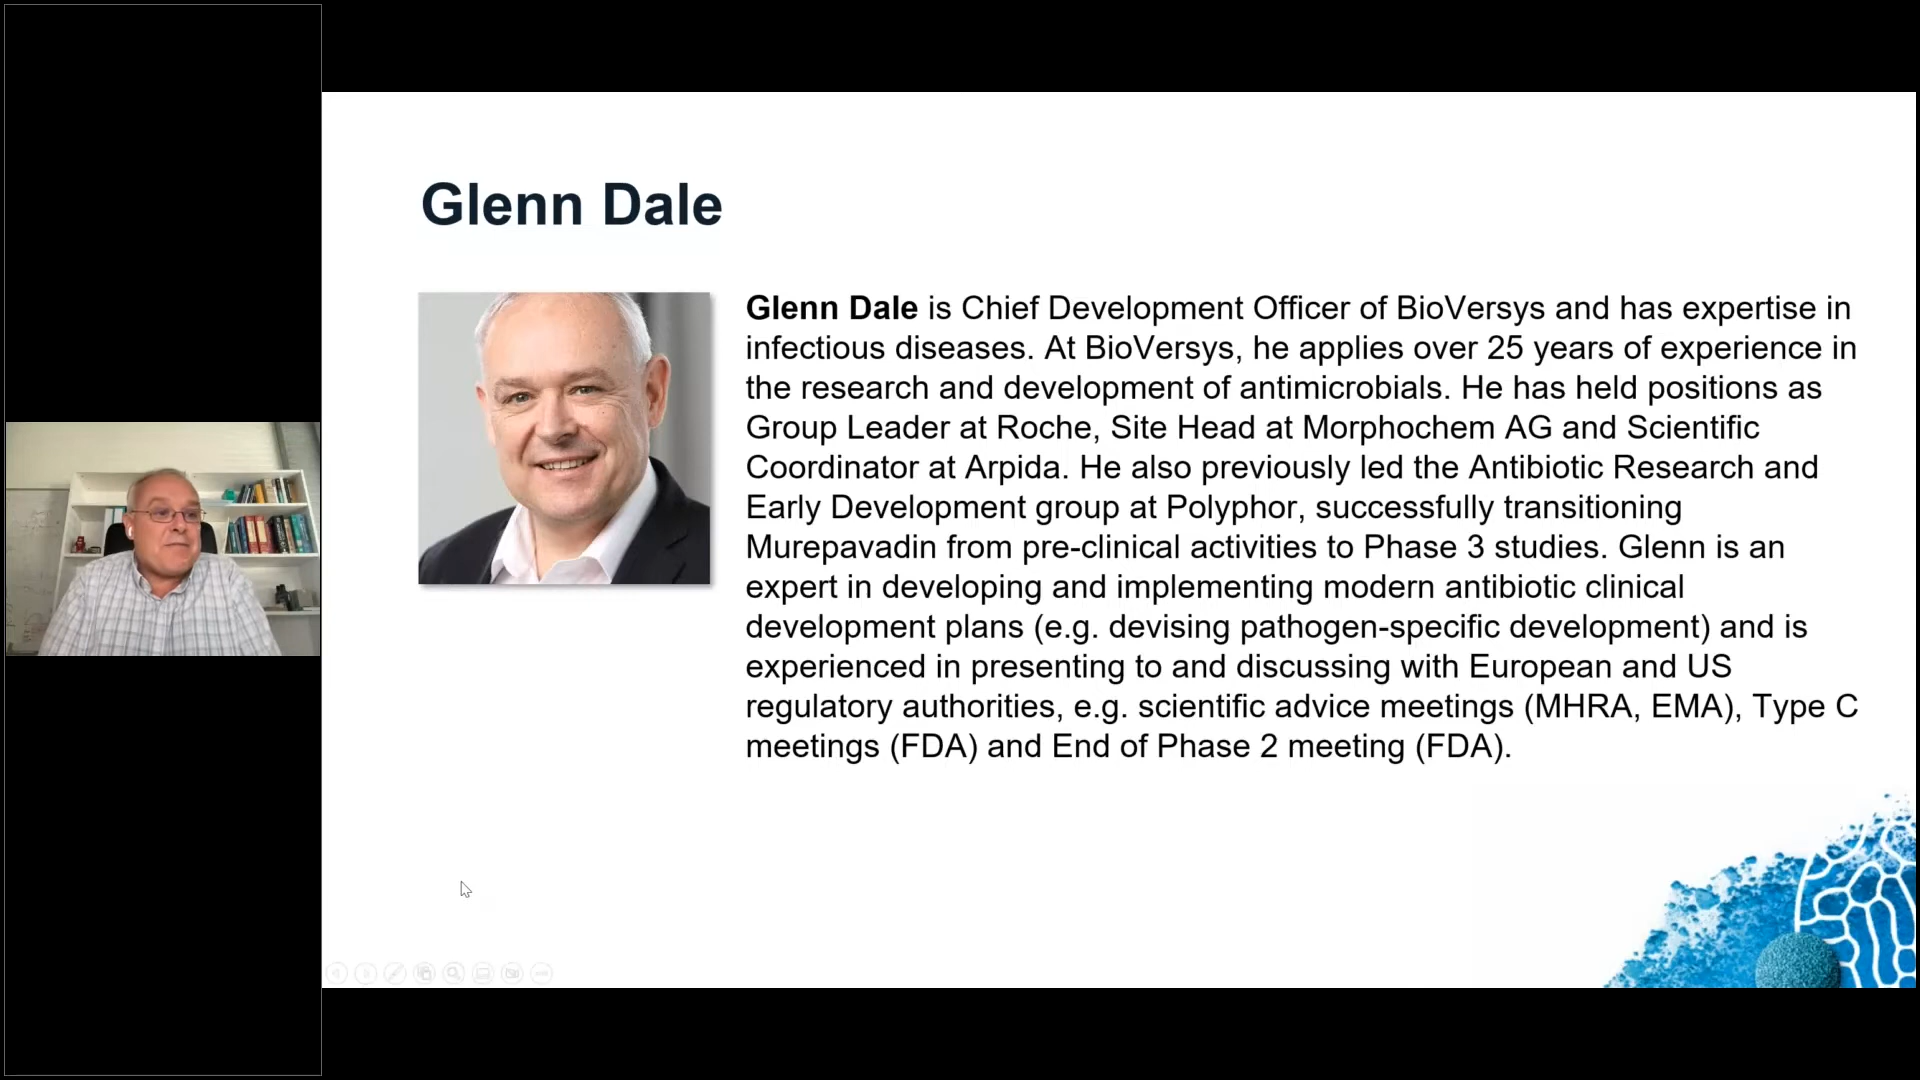 Glenn Dale
Glenn Dale is Chief Development Officer of BioVersys and has expertise in
infectious diseases. At BioVersys, he applies over 25 years of experience in
the research and development of antimicrobials. He has held positions as
Group Leader at Roche, Site Head at Morphochem AG and Scientific
Coordinator at Arpida. He also previously led the Antibiotic Research and
Early Development group at Polyphor, successfully transitioning
Murepavadin from pre-clinical activities to Phase 3 studies. Glenn is an
expert in developing and implementing modern antibiotic clinical
development plans (e.g. devising pathogen-specific development) and is
experienced in presenting to and discussing with European and US
regulatory authorities, e.g. scientific advice meetings (MHRA, EMA), Type C
meetings (FDA) and End of Phase 2 meeting (FDA).